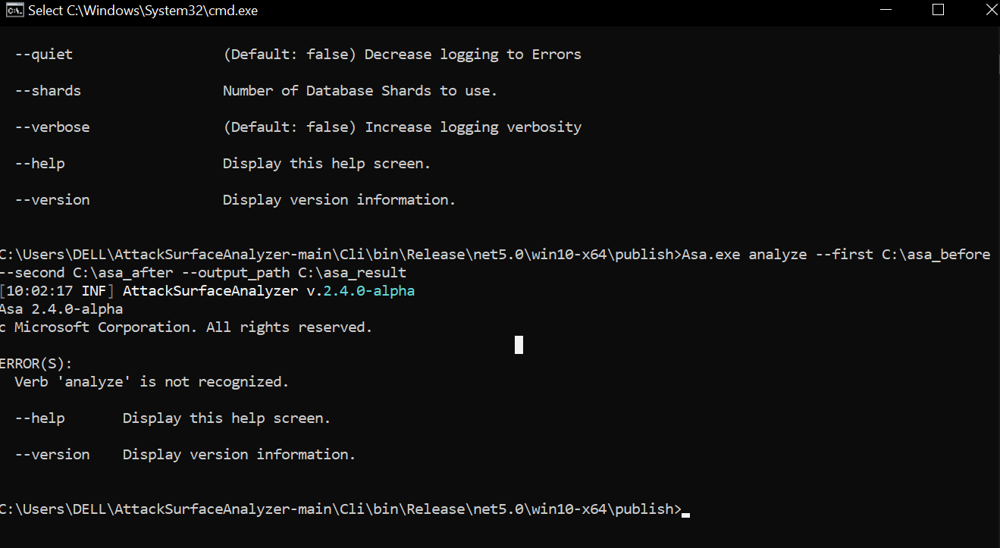 Select C:\Windows\System32\cmd.exe
--quiet (Default: false) Decrease logging to Errors
--shards Number of Database Shards to use.
--verbose (Default: false) Increase logging verbosity
--help Display this help screen.
--version Display version information.
C:\Users\DELL\AttackSurfaceAnalyzer-main\Cli\bin\Release\net5.0\win10-x64\publish>Asa.exe analyze --first C:\asa_before
--second C:\asa_after --output_path C:\asa_result
[10:02:17 INF] AttackSurfaceAnalyzer v.2.4.0-alpha
Asa 2.4.0-alpha
c Microsoft Corporation. All rights reserved.
ERROR(S):
Verb 'analyze' is not recognized.
--help Display this help screen.
--version Display version information.
C:\Users\DELL\AttackSurfaceAnalyzer-main\Cli\bin\Release\net5.0\win10-x64\publish>